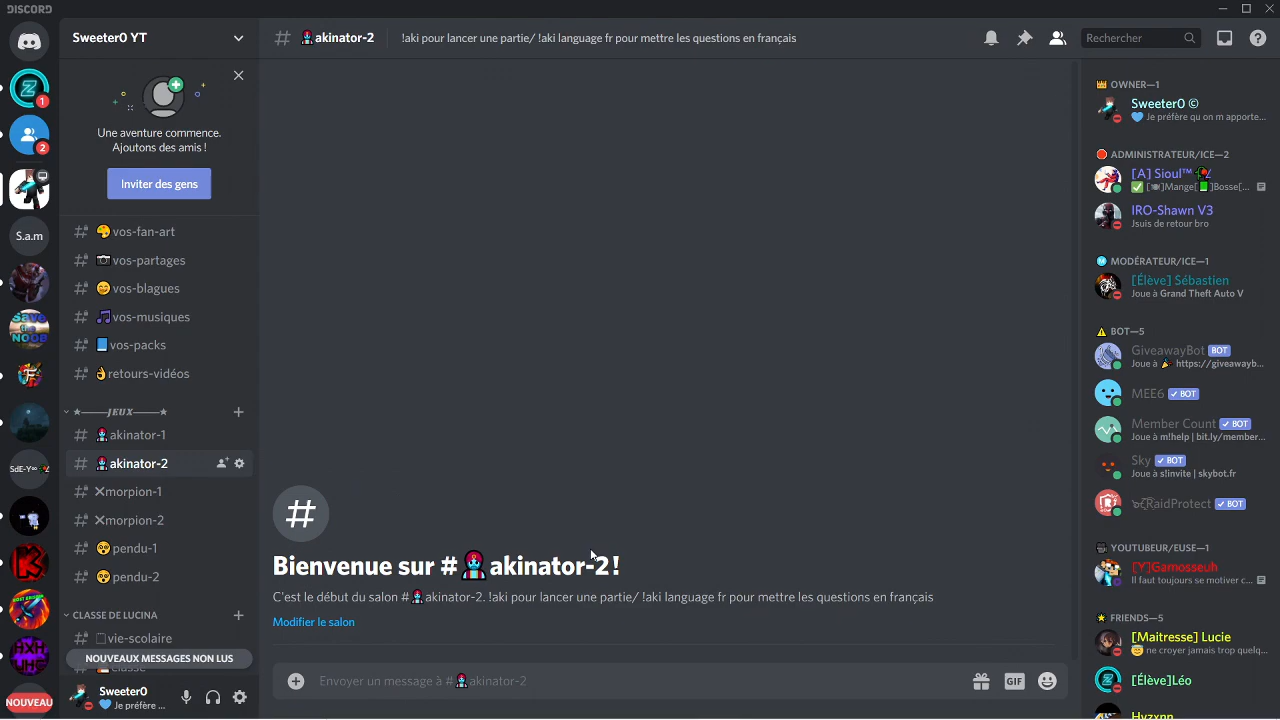 DISCORD
Sweeter0 YT
akinator-2
!aki pour lancer une partie/ !aki language fr pour mettre les questions en français
Rechercher
Une aventure commence.
Ajoutons des amis !
Inviter des gens
vos-fan-art
vos-partages
vos-blagues
vos-musiques
vos-packs
retours-vidéos
★———JEUX———★
akinator-1
akinator-2
morpion-1
morpion-2
pendu-1
pendu-2
CLASSE DE LUCINA
vie-scolaire
NOUVEAUX MESSAGES NON LUS
Sweeter0
Je préfère ...
1
2
S.a.m
SdE-Y∞
NOUVEAU
Bienvenue sur # akinator-2!
C'est le début du salon # akinator-2. !aki pour lancer une partie/ !aki language fr pour mettre les questions en français
Modifier le salon
Envoyer un message à # akinator-2
GIF
OWNER—1
Sweeter0 ©
Je préfère qu on m apporte...
ADMINISTRATEUR/ICE—2
[A] Sioul™
[🍽]Mange[📗]Bosse[...
IRO-Shawn V3
Jsuis de retour bro
MODÉRATEUR/ICE—1
[Élève] Sébastien
Joue à Grand Theft Auto V
BOT—5
GiveawayBot BOT
Joue à 🎉 https://giveawayb...
MEE6 ✓ BOT
Member Count ✓ BOT
Joue à m!help | bit.ly/member...
Sky ✓ BOT
Joue à s!invite | skybot.fr
RaidProtect ✓ BOT
YOUTUBEUR/EUSE—1
[Y]Gamosseuh
Il faut toujours se motiver c...
FRIENDS—5
[Maitresse] Lucie
ne croyer jamais trop quelq...
[Élève]Léo